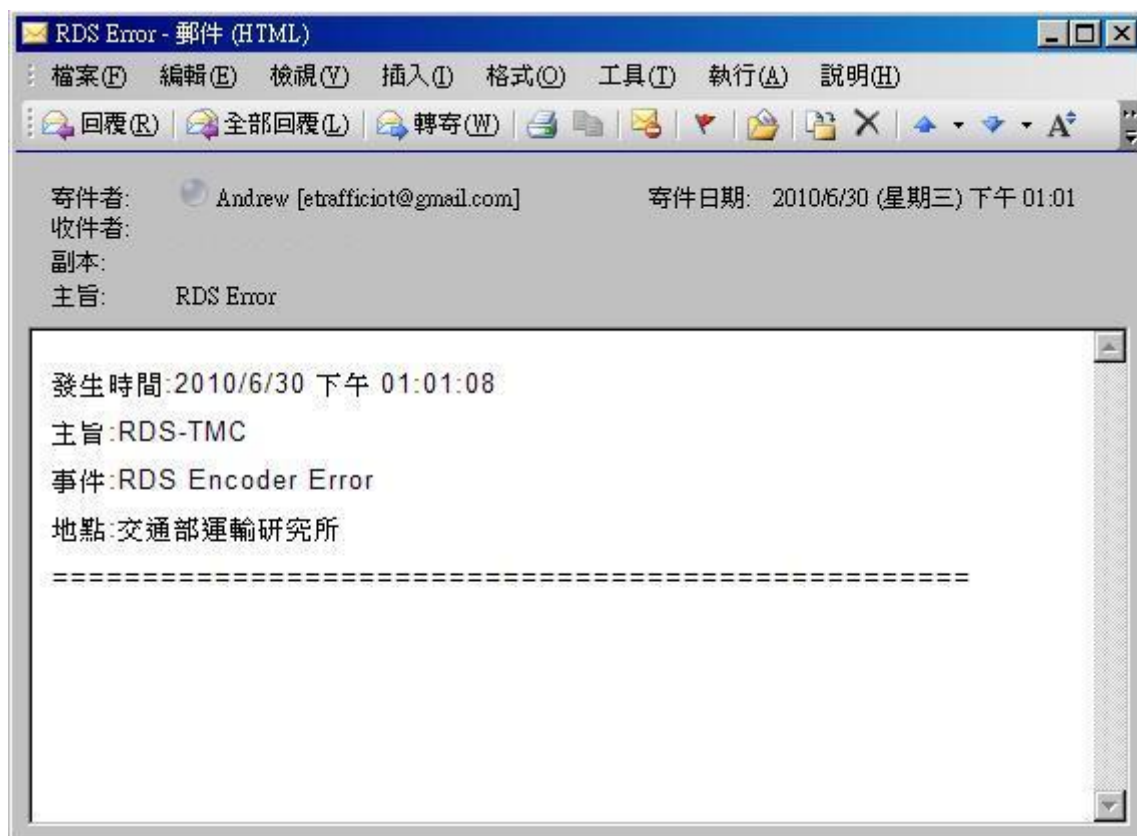 RDS Error - 郵件 (HTML)
檔案(F) 編輯(E) 檢視(V) 插入(I) 格式(O) 工具(T) 執行(A) 說明(H)
回覆(R) 全部回覆(L) 轉寄(W)
寄件者: Andrew [etrafficiot@gmail.com] 寄件日期: 2010/6/30 (星期三) 下午 01:01
收件者:
副本:
主旨: RDS Error
發生時間:2010/6/30 下午 01:01:08
主旨:RDS-TMC
事件:RDS Encoder Error
地點:交通部運輸研究所
===================================================